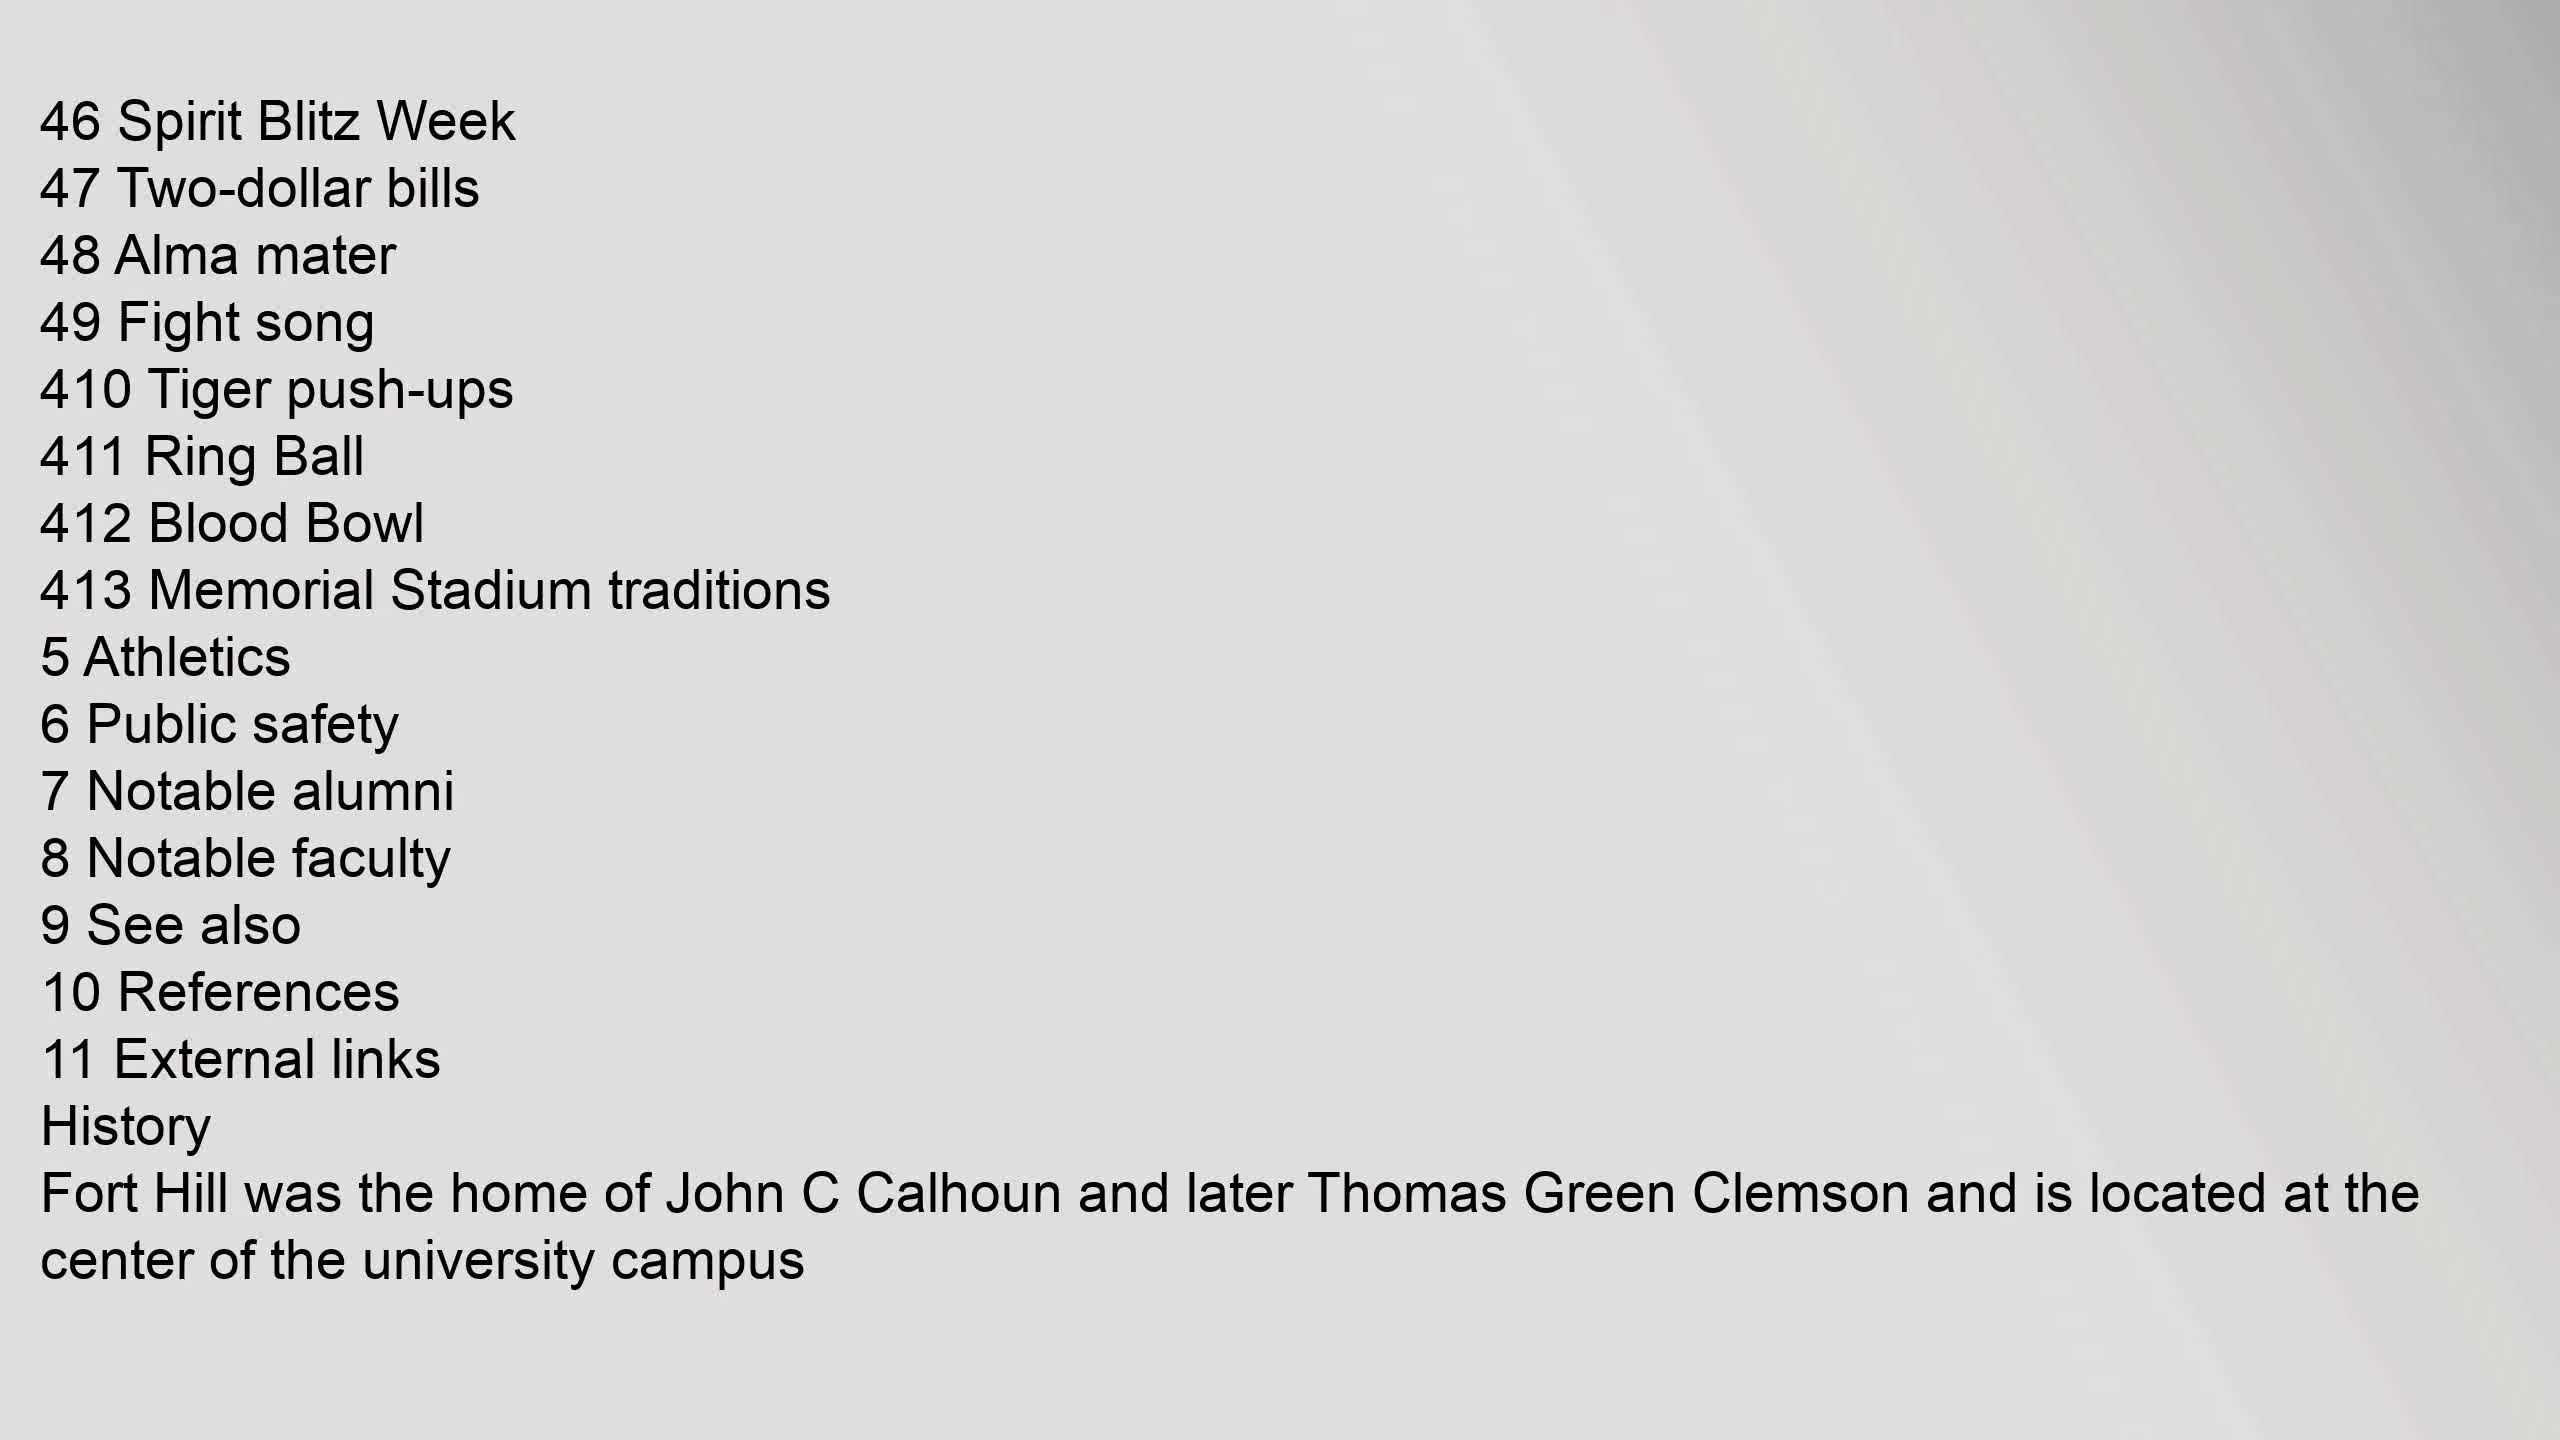 46 Spirit Blitz Week
47 Two-dollar bills
48 Alma mater
49 Fight song
410 Tiger push-ups
411 Ring Ball
412 Blood Bowl
413 Memorial Stadium traditions
5 Athletics
6 Public safety
7 Notable alumni
8 Notable faculty
9 See also
10 References
11 External links
History
Fort Hill was the home of John C Calhoun and later Thomas Green Clemson and is located at the
center of the university campus